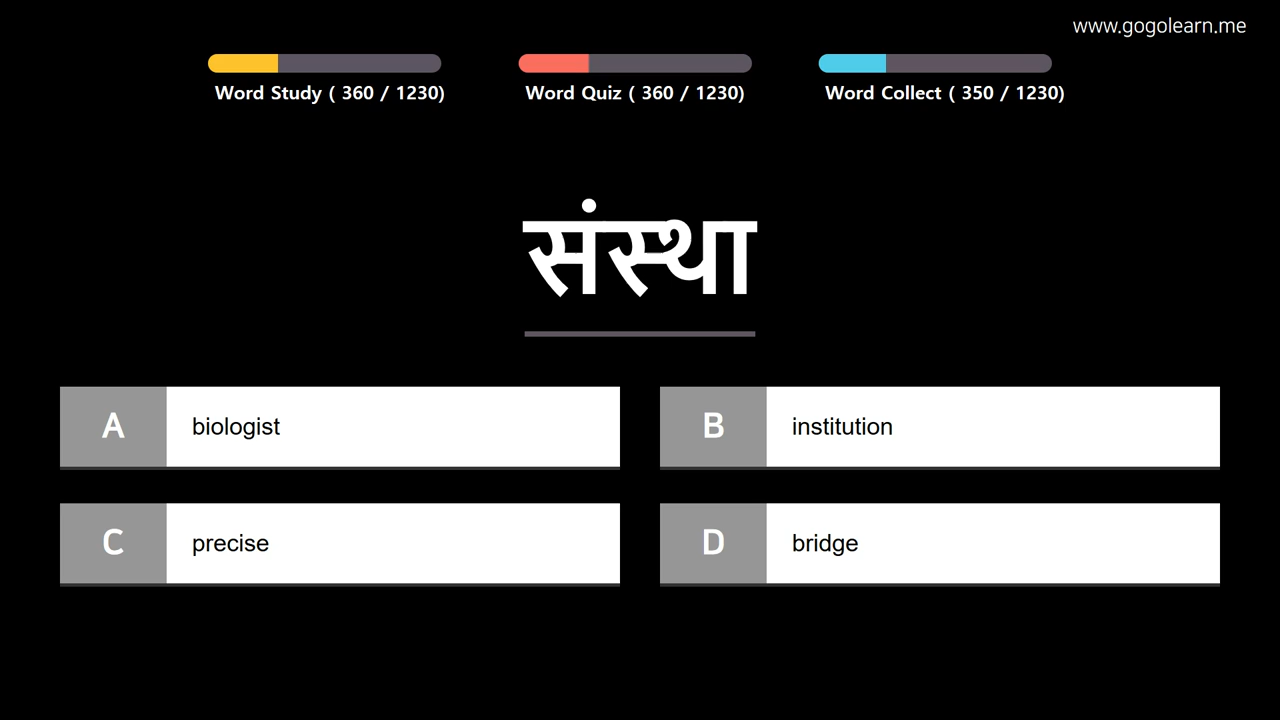 www.gogolearn.me
Word Study ( 360 / 1230)
Word Quiz ( 360 / 1230)
Word Collect ( 350 / 1230)
संस्था
A biologist
B institution
C precise
D bridge